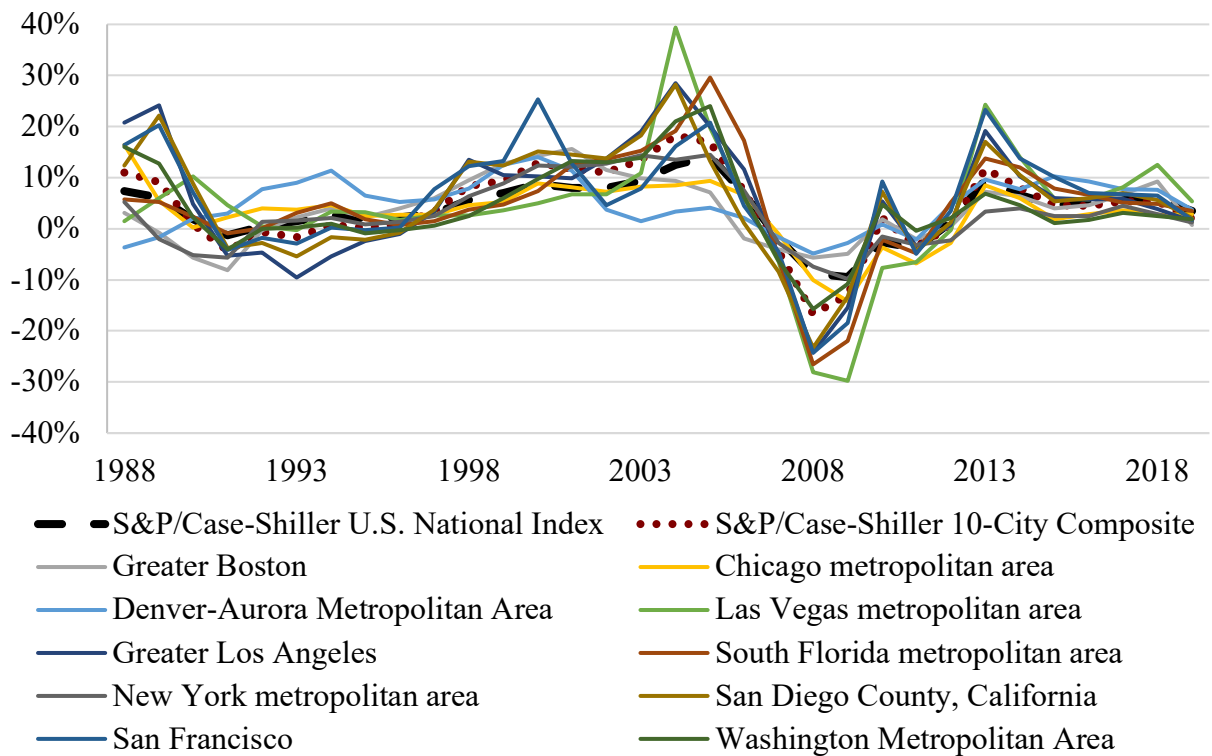 40%
30%
20%
10%
0%
-10%
-20%
-30%
-40%
1988 1993 1998 2003 2008 2013 2018
S&P/Case-Shiller U.S. National Index S&P/Case-Shiller 10-City Composite
Greater Boston Chicago metropolitan area
Denver-Aurora Metropolitan Area Las Vegas metropolitan area
Greater Los Angeles South Florida metropolitan area
New York metropolitan area San Diego County, California
San Francisco Washington Metropolitan Area